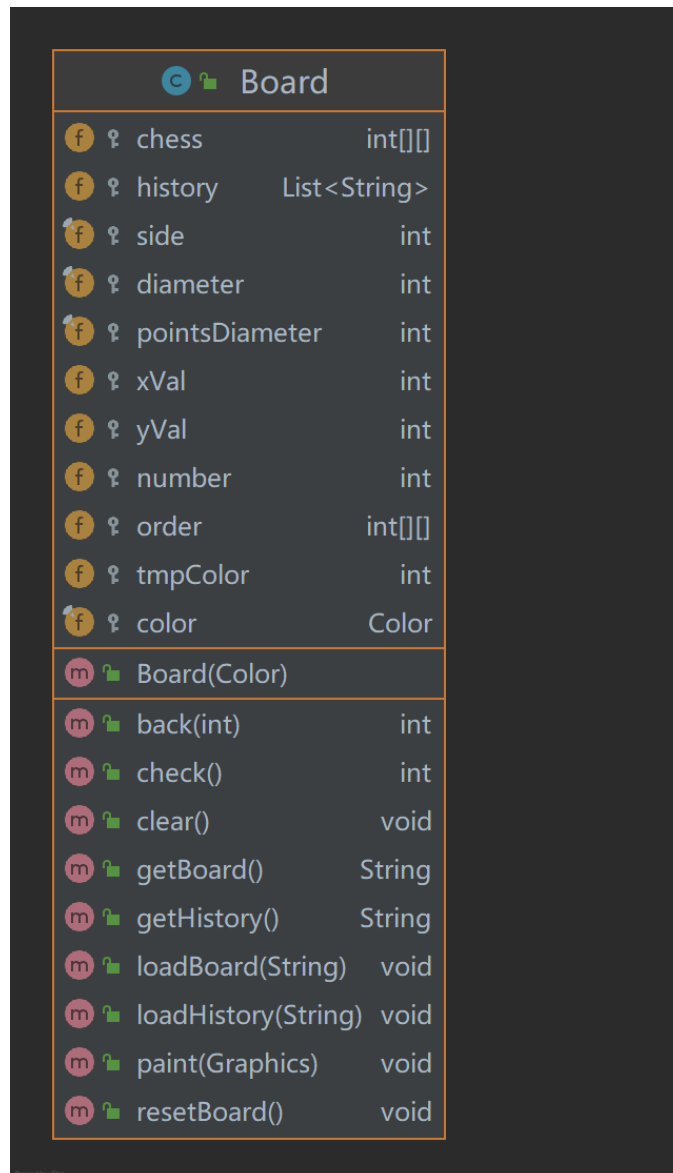 C Board
f chess int[][]
f history List<String>
f side int
f diameter int
f pointsDiameter int
f xVal int
f yVal int
f number int
f order int[][]
f tmpColor int
f color Color
m Board(Color)
m back(int) int
m check() int
m clear() void
m getBoard() String
m getHistory() String
m loadBoard(String) void
m loadHistory(String) void
m paint(Graphics) void
m resetBoard() void